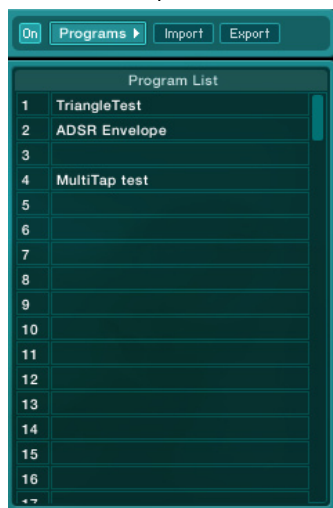 On Programs Import Export
Program List
1 TriangleTest
2 ADSR Envelope
3
4 MultiTap test
5
6
7
8
9
10
11
12
13
14
15
16
17